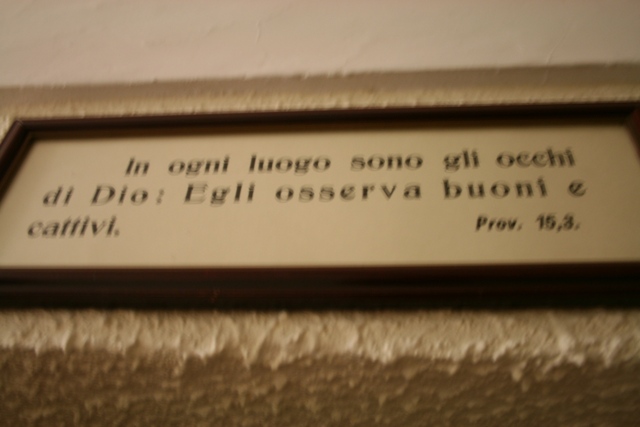 In ogni luogo sono gli occhi
di Dio: Egli osserva buoni e
cattivi. Prov. 15,3.